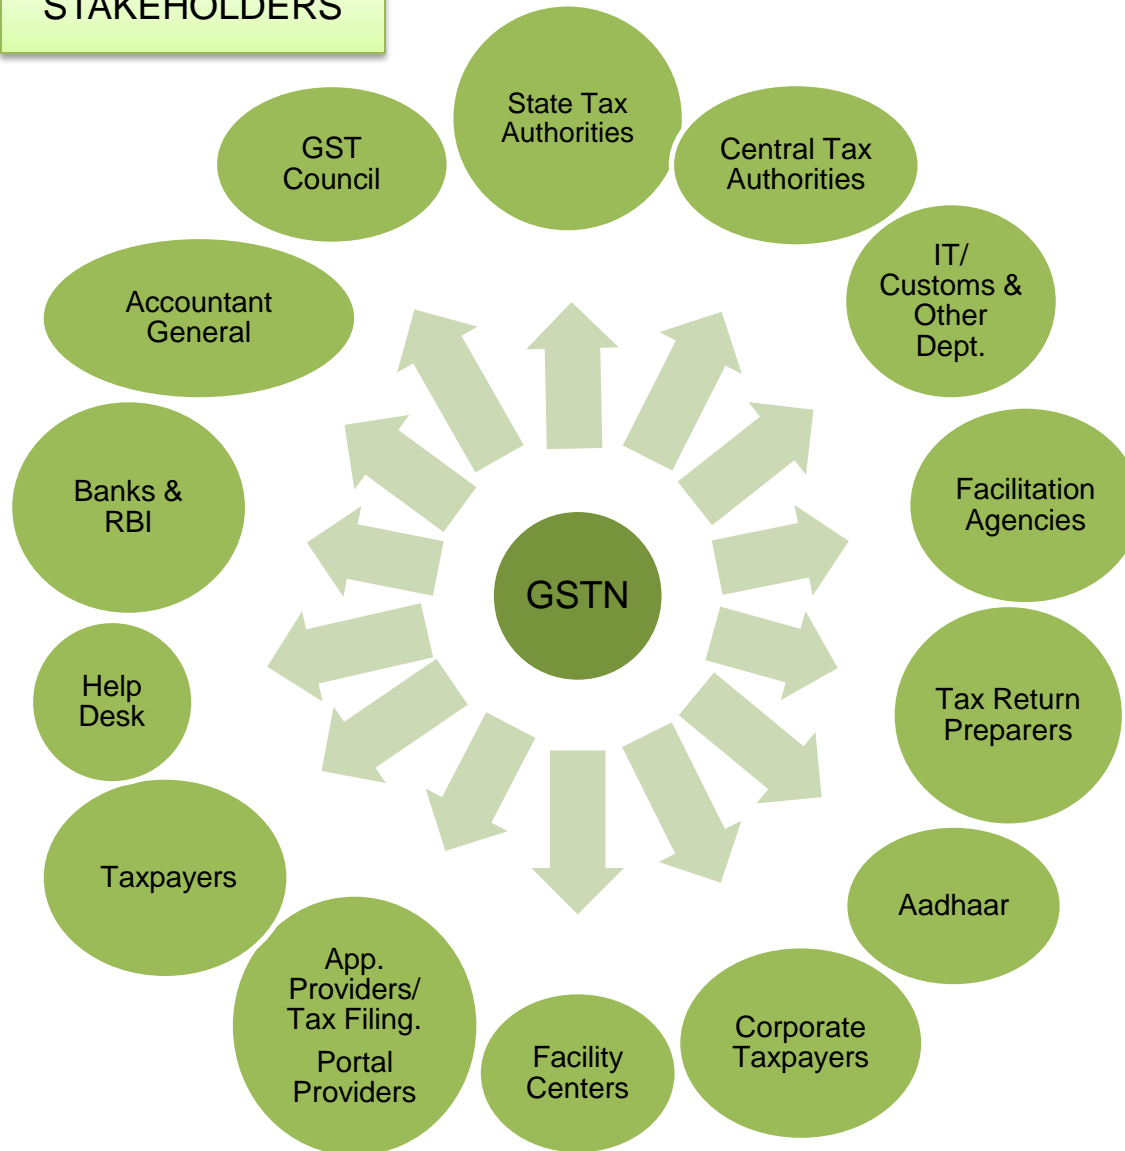 STAKEHOLDERS
State Tax
Authorities
GST
Council
Central Tax
Authorities
IT/
Customs &
Other
Dept.
Accountant
General
Banks &
RBI
Facilitation
Agencies
GSTN
Help
Desk
Tax Return
Preparers
Taxpayers
Aadhaar
App.
Providers/
Tax Filing.
Portal
Providers
Facility
Centers
Corporate
Taxpayers